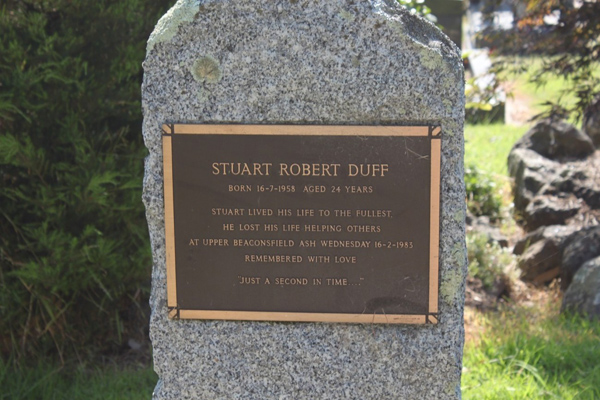 STUART ROBERT DUFF
BORN 16-7-1958 AGED 24 YEARS
STUART LIVED HIS LIFE TO THE FULLEST.
HE LOST HIS LIFE HELPING OTHERS
AT UPPER BEACONSFIELD ASH WEDNESDAY 16-2-1983
REMEMBERED WITH LOVE
"JUST A SECOND IN TIME...."